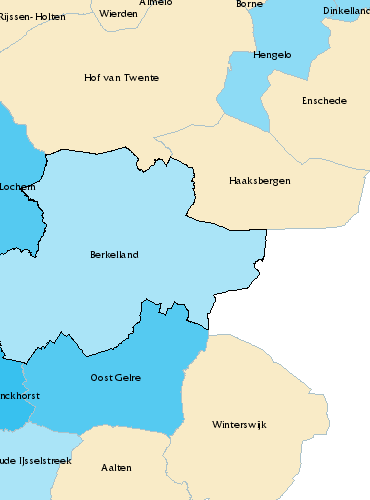 Almelo
Borne
Dinkelland
Rijssen-Holten
Wierden
Hengelo
Hof van Twente
Enschede
Haaksbergen
Lochem
Berkelland
Oost Gelre
nckhorst
Winterswijk
ude IJsselstreek
Aalten